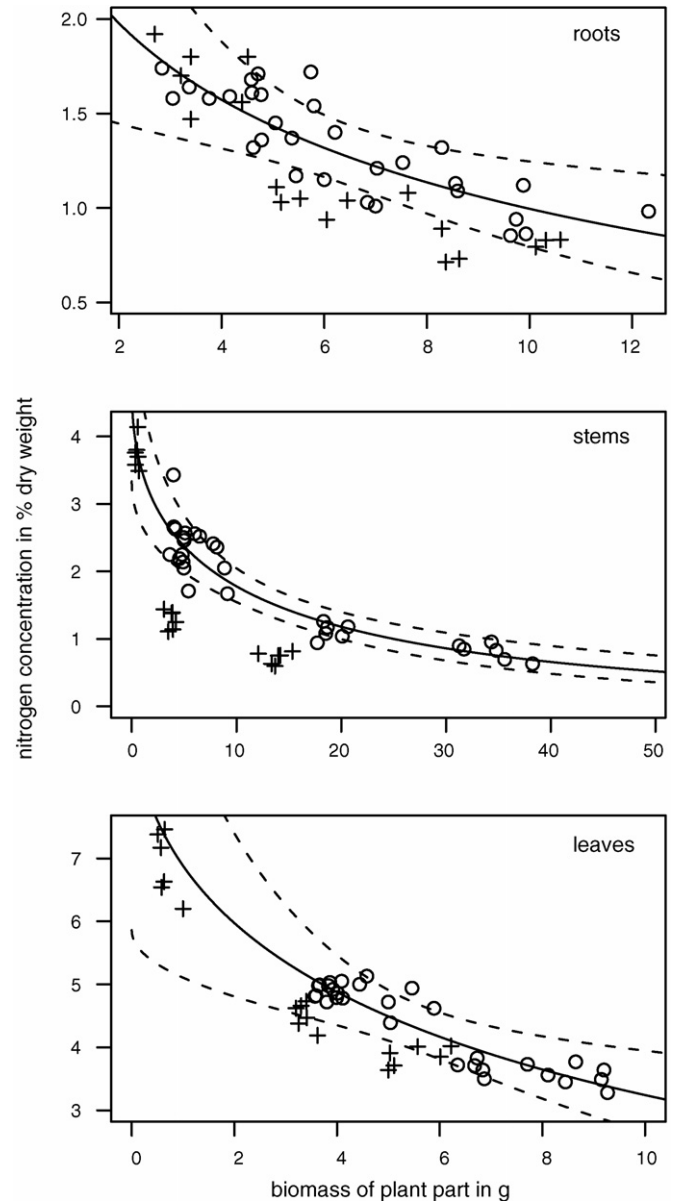 roots
2.0
1.5
1.0
0.5
2 4 6 8 10 12
stems
4
3
2
1
0
0 10 20 30 40 50
nitrogen concentration in % dry weight
leaves
7
6
5
4
3
0 2 4 6 8 10
biomass of plant part in g